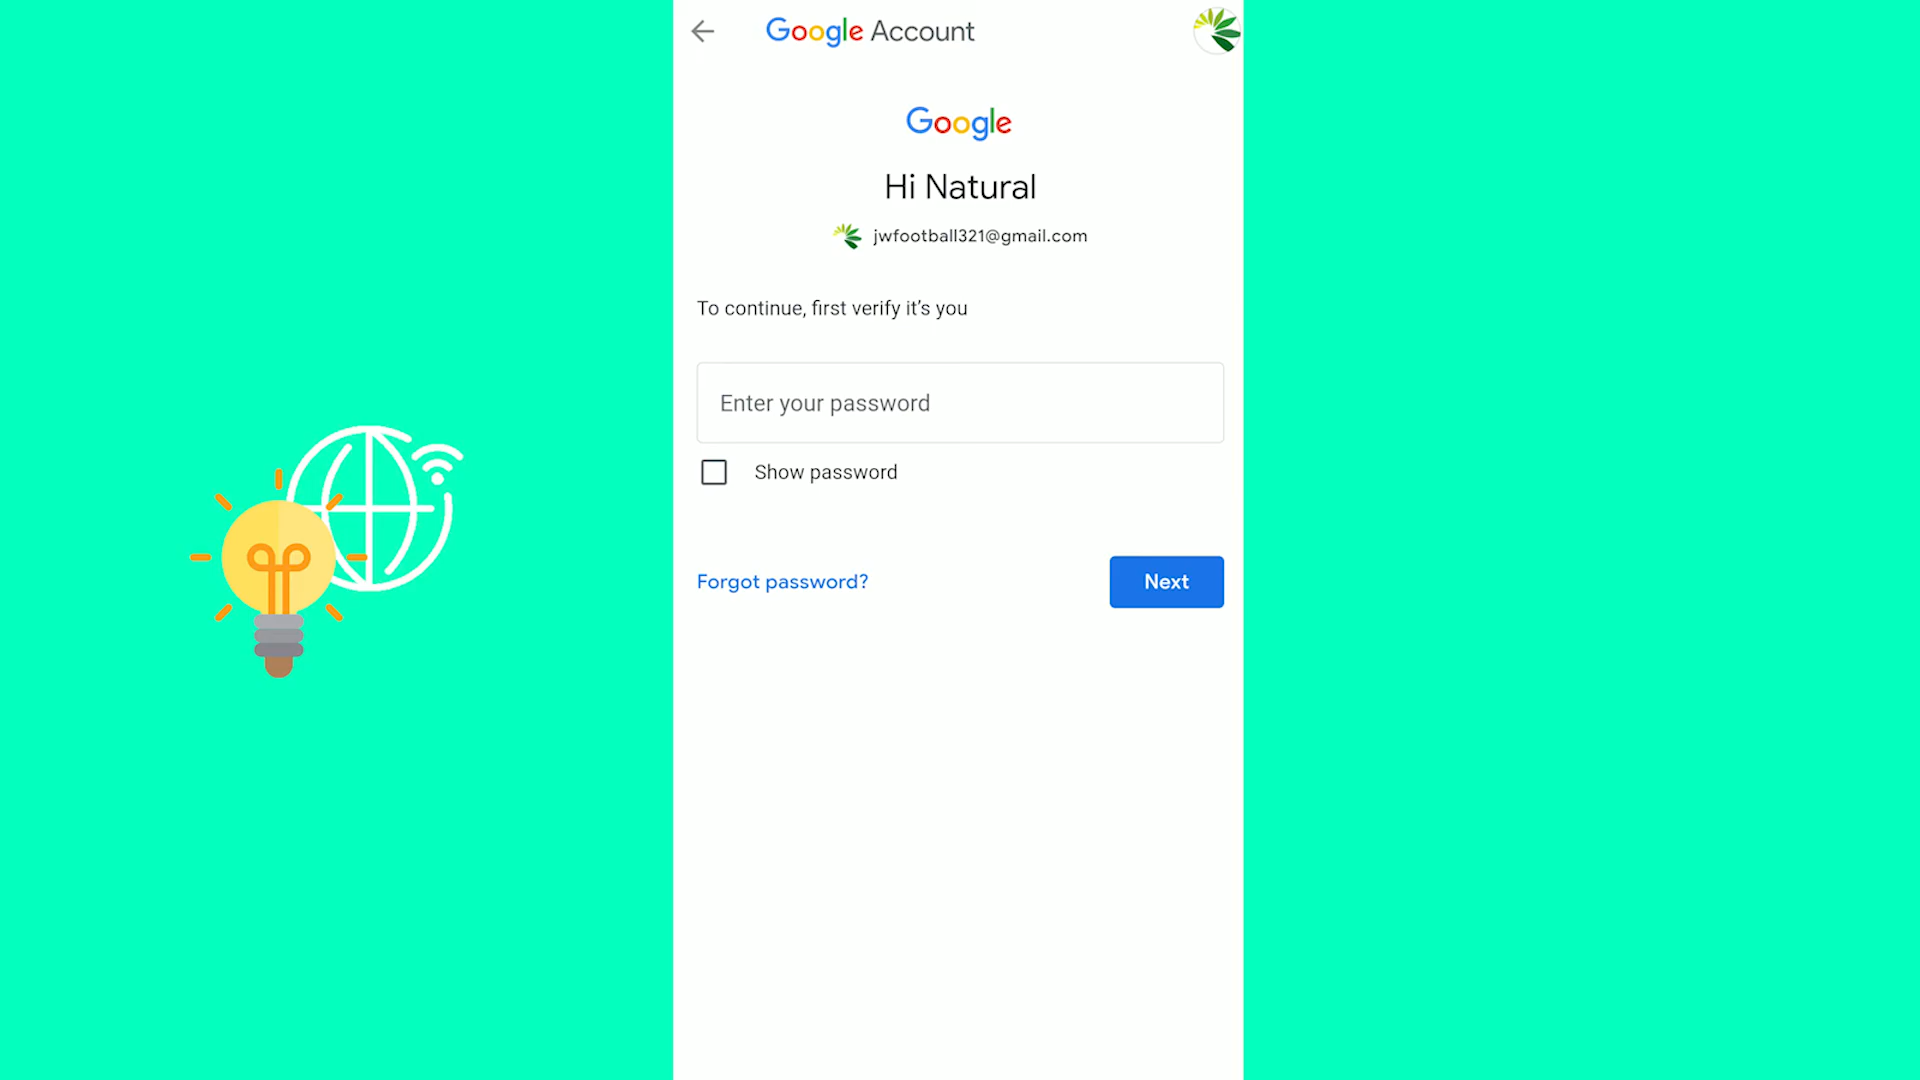 Google Account
Google
Hi Natural
jwfootball321@gmail.com
To continue, first verify it's you
Enter your password
Show password
Forgot password?
Next